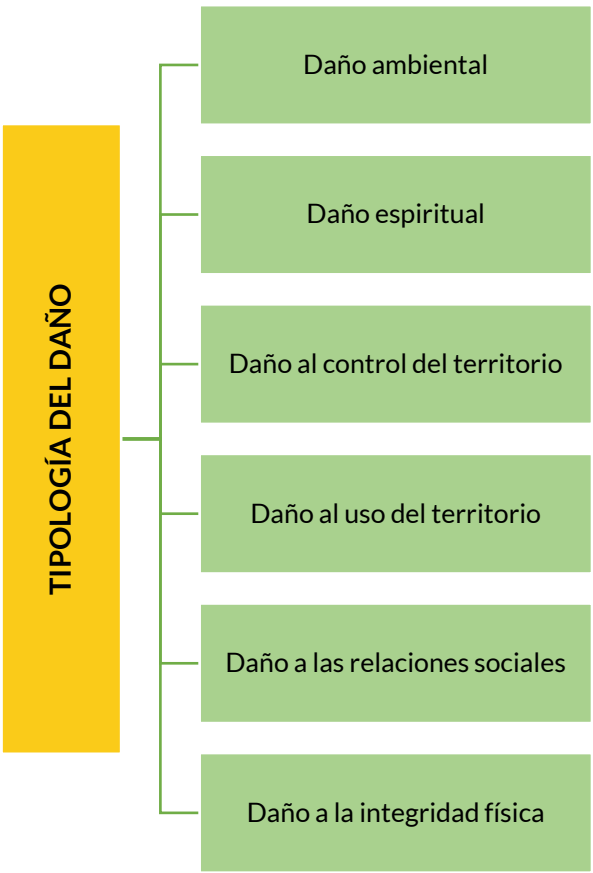 TIPOLOGÍA DEL DAÑO
Daño ambiental
Daño espiritual
Daño al control del territorio
Daño al uso del territorio
Daño a las relaciones sociales
Daño a la integridad física